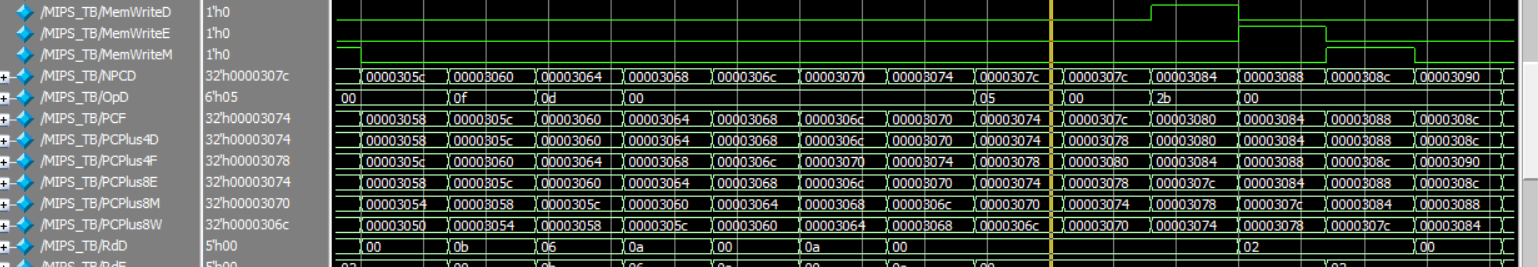 /MIPS_TB/MemWriteD 1'h0
/MIPS_TB/MemWriteE 1'h0
/MIPS_TB/MemWriteM 1'h0
/MIPS_TB/NPCD 32'h0000307c 0000305c 00003060 00003064 00003068 0000306c 00003070 00003074 0000307c 0000307c 00003084 00003088 0000308c 00003090
/MIPS_TB/OpD 6'h05 00 0f 0d 00 05 00 2b 00
/MIPS_TB/PCF 32'h00003074 00003058 0000305c 00003060 00003064 00003068 0000306c 00003070 00003074 0000307c 00003080 00003084 00003088 0000308c
/MIPS_TB/PCPlus4D 32'h00003074 00003058 0000305c 00003060 00003064 00003068 0000306c 00003070 00003074 00003078 00003080 00003084 00003088 0000308c
/MIPS_TB/PCPlus4F 32'h00003078 0000305c 00003060 00003064 00003068 0000306c 00003070 00003074 00003078 00003080 00003084 00003088 0000308c 00003090
/MIPS_TB/PCPlus8E 32'h00003074 00003058 0000305c 00003060 00003064 00003068 0000306c 00003070 00003074 00003078 0000307c 00003084 00003088 0000308c
/MIPS_TB/PCPlus8M 32'h00003070 00003054 00003058 0000305c 00003060 00003064 00003068 0000306c 00003070 00003074 00003078 0000307c 00003084 00003088
/MIPS_TB/PCPlus8W 32'h0000306c 00003050 00003054 00003058 0000305c 00003060 00003064 00003068 0000306c 00003070 00003074 00003078 0000307c 00003084
/MIPS_TB/RdD 5'h00 00 0b 06 0a 00 0a 00 02 00